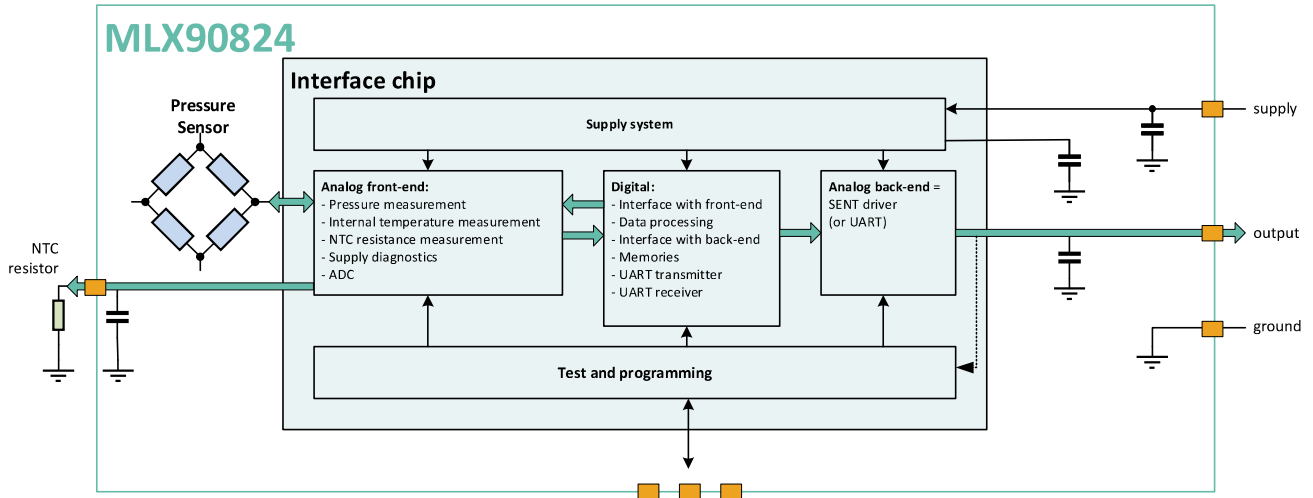 MLX90824
Interface chip
Pressure
Sensor
Supply system
supply
Analog front-end:
- Pressure measurement
- Internal temperature measurement
- NTC resistance measurement
- Supply diagnostics
- ADC
Digital:
- Interface with front-end
- Data processing
- Interface with back-end
- Memories
- UART transmitter
- UART receiver
Analog back-end =
SENT driver
(or UART)
output
NTC
resistor
ground
Test and programming